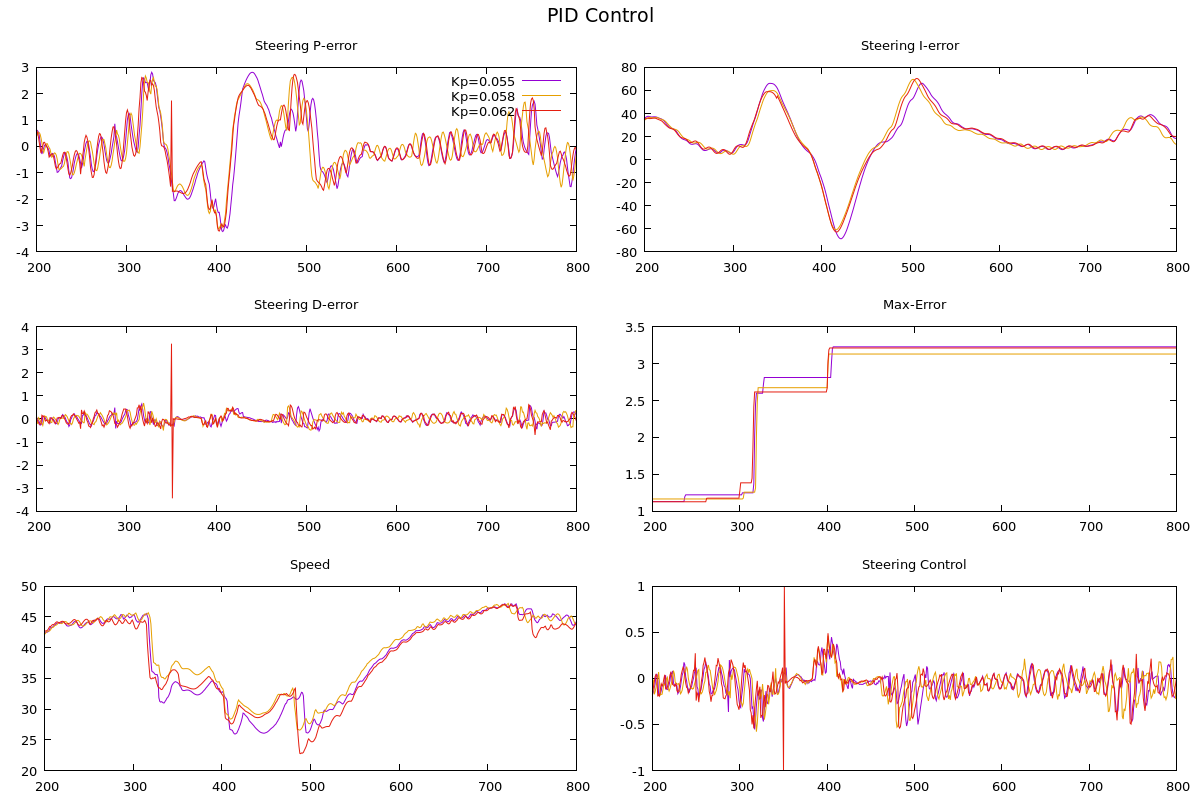 PID Control
Steering P-error
3
2
1
0
-1
-2
-3
-4
200 300 400 500 600 700 800
Kp=0.055
Kp=0.058
Kp=0.062
Steering I-error
80
60
40
20
0
-20
-40
-60
-80
200 300 400 500 600 700 800
Steering D-error
4
3
2
1
0
-1
-2
-3
-4
200 300 400 500 600 700 800
Max-Error
3.5
3
2.5
2
1.5
1
200 300 400 500 600 700 800
Speed
50
45
40
35
30
25
20
200 300 400 500 600 700 800
Steering Control
1
0.5
0
-0.5
-1
200 300 400 500 600 700 800